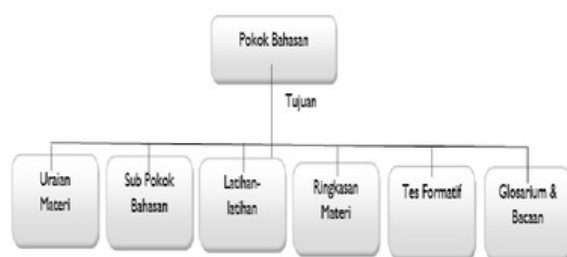 Pokok Bahasan
Tujuan
Uraian
Materi
Sub Pokok
Bahasan
Latihan-
latihan
Ringkasan
Materi
Tes Formatif
Glosarium &
Bacaan